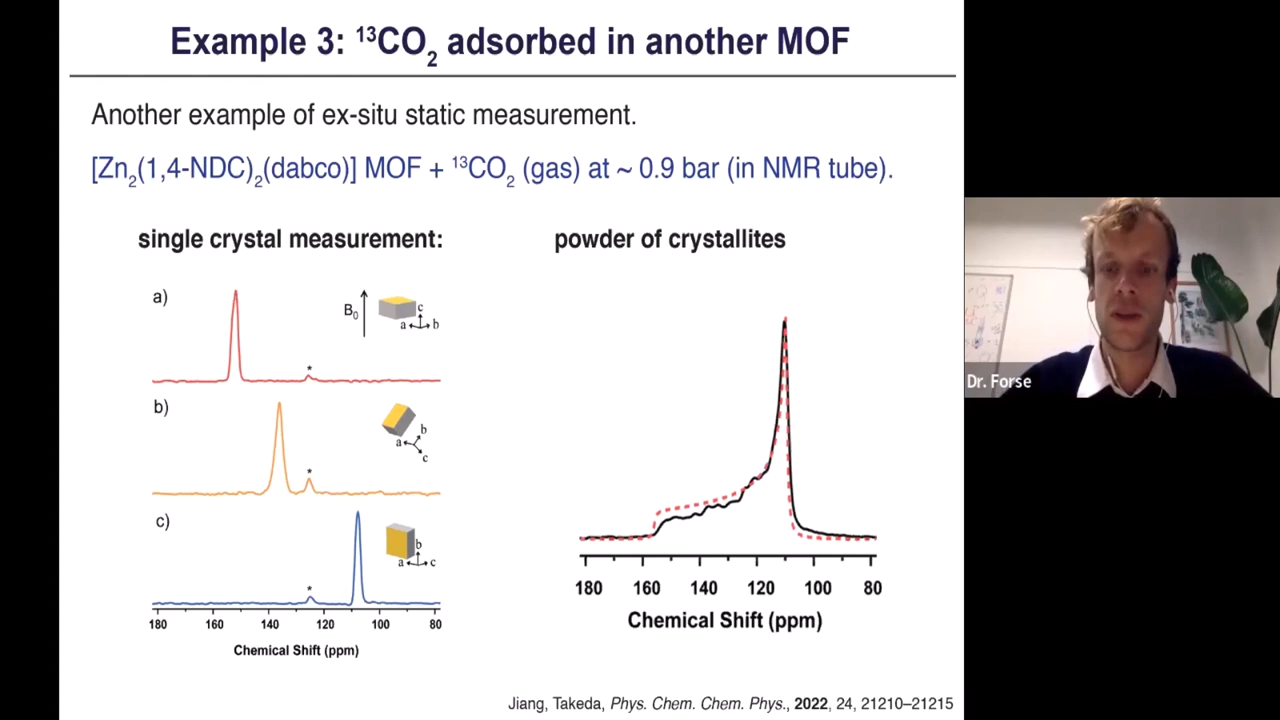 Example 3: ¹³CO₂ adsorbed in another MOF
Another example of ex-situ static measurement.
[Zn₂(1,4-NDC)₂(dabco)] MOF + ¹³CO₂ (gas) at ~ 0.9 bar (in NMR tube).
single crystal measurement:
powder of crystallites
a)
B₀
c
a b
*
b)
b
a
c
*
c)
b
a c
*
180 160 140 120 100 80
Chemical Shift (ppm)
180 160 140 120 100 80
Chemical Shift (ppm)
Dr. Forse
Jiang, Takeda, Phys. Chem. Chem. Phys., 2022, 24, 21210–21215